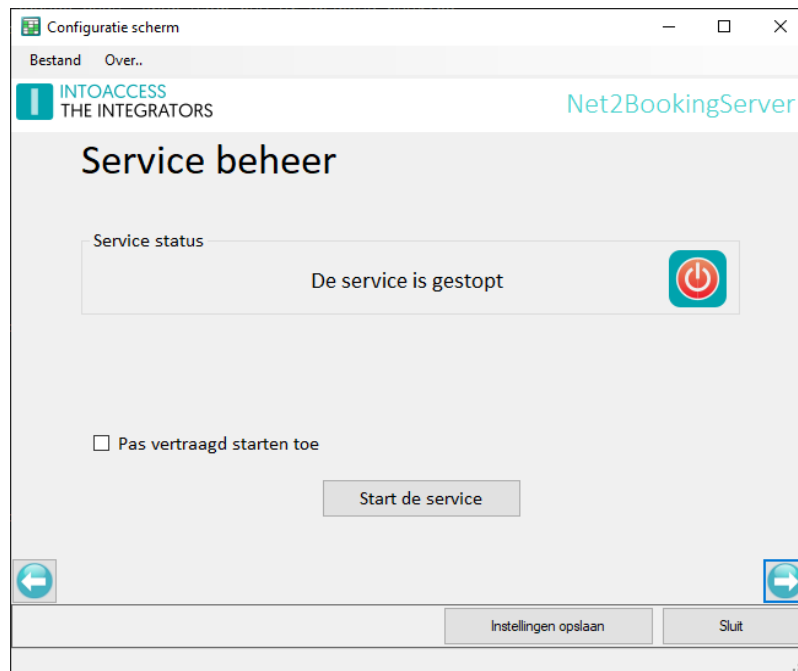 Configuratie scherm
Bestand Over..
INTOACCESS
THE INTEGRATORS
Net2BookingServer
Service beheer
Service status
De service is gestopt
Pas vertraagd starten toe
Start de service
Instellingen opslaan Sluit